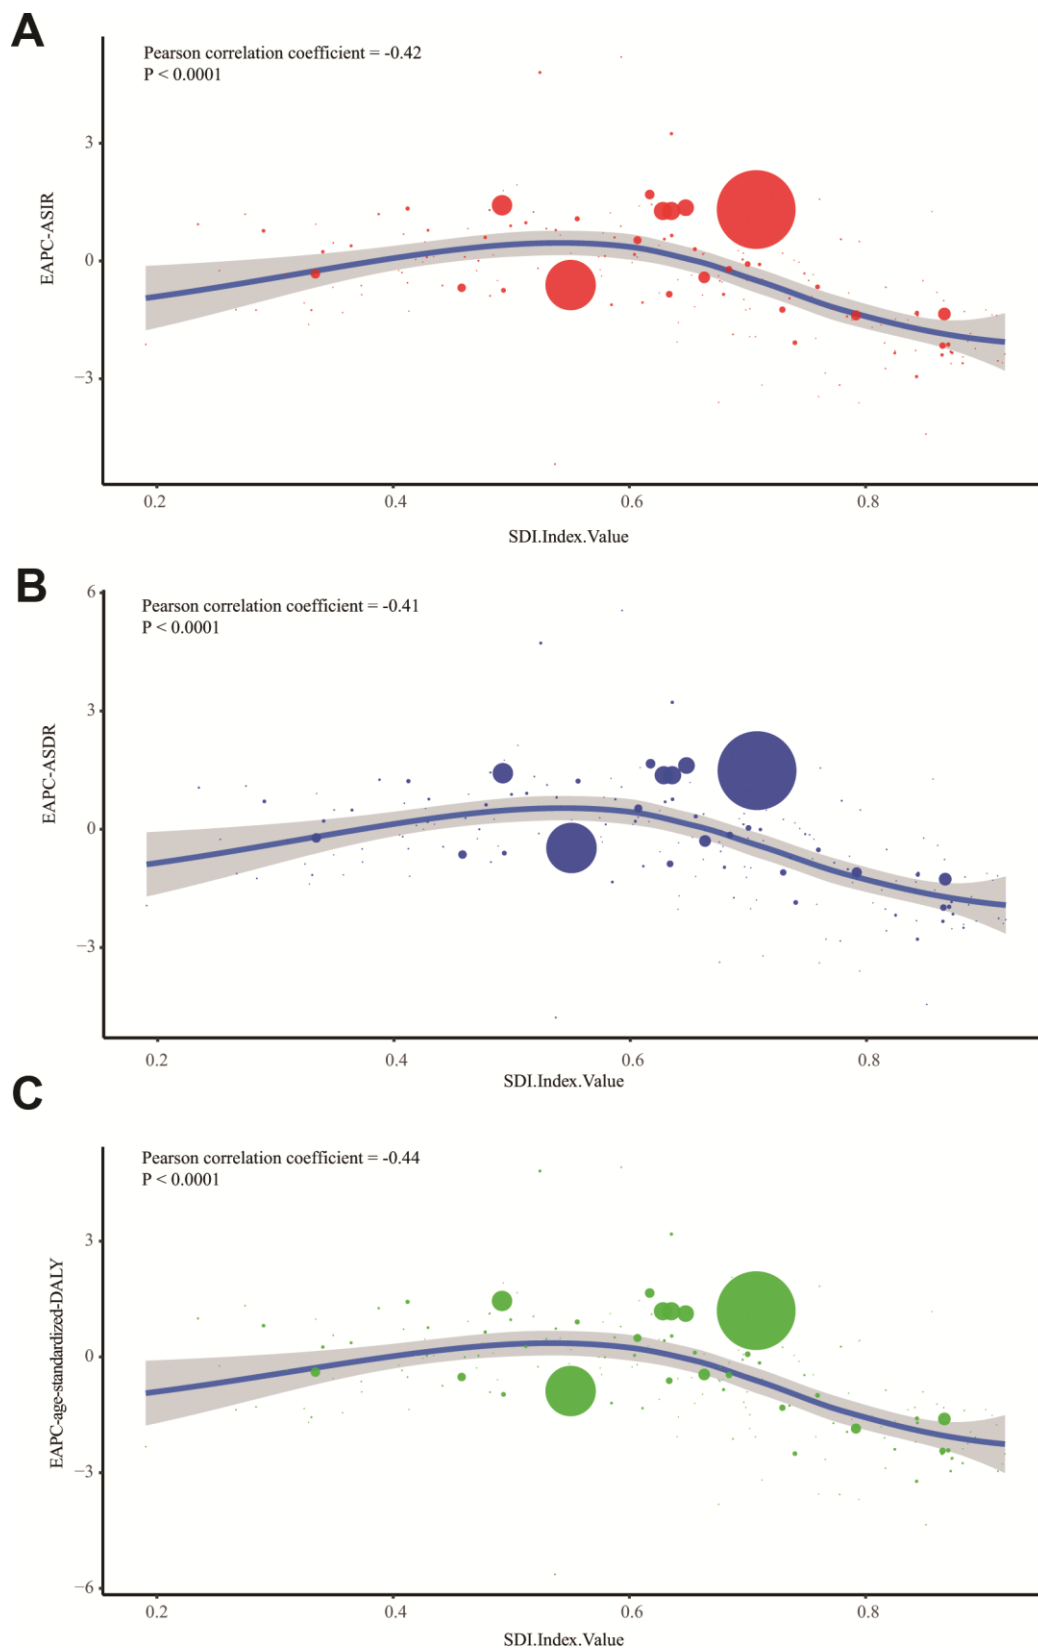 A
Pearson correlation coefficient = -0.42
P < 0.0001
3
0
−3
EAPC-ASIR
0.2 0.4 0.6 0.8
SDI.Index.Value
B
6
Pearson correlation coefficient = -0.41
P < 0.0001
3
0
−3
EAPC-ASDR
0.2 0.4 0.6 0.8
SDI.Index.Value
C
Pearson correlation coefficient = -0.44
P < 0.0001
3
0
−3
−6
EAPC-age-standardized-DALY
0.2 0.4 0.6 0.8
SDI.Index.Value